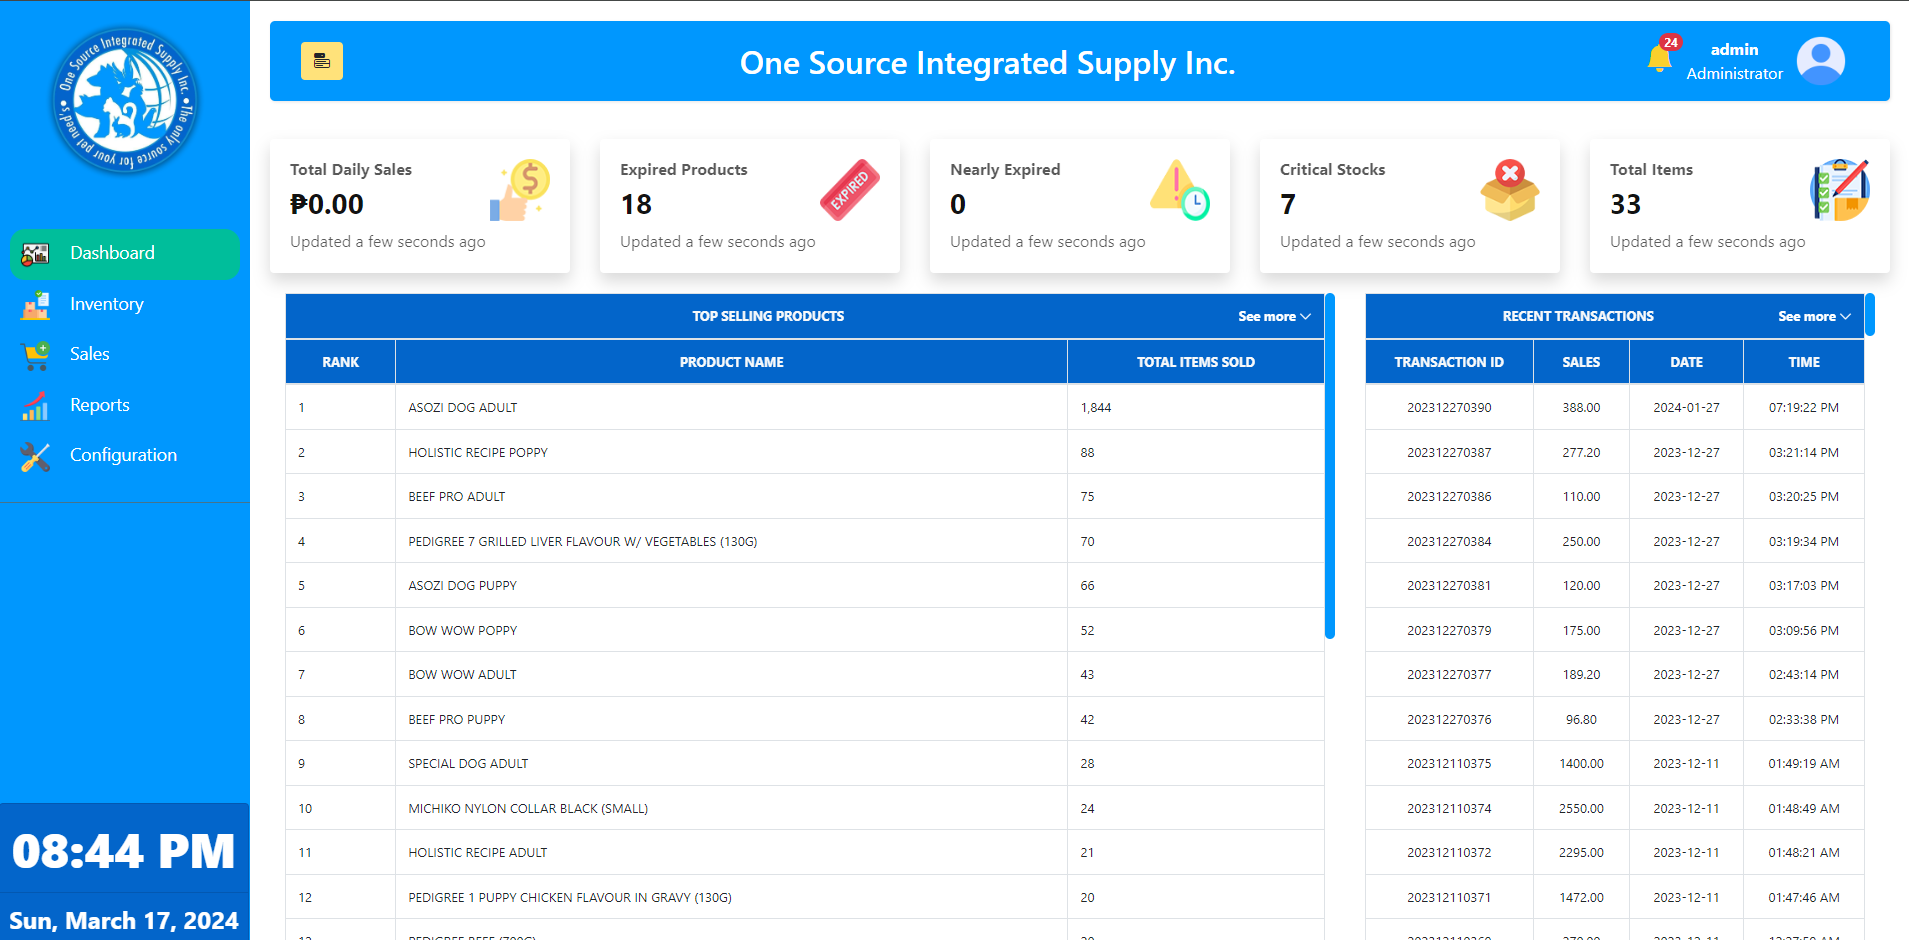 One Source Integrated Supply Inc. • The only source for your pet need's •
Dashboard
Inventory
Sales
Reports
Configuration
08:44 PM
Sun, March 17, 2024
One Source Integrated Supply Inc.
24
admin
Administrator
Total Daily Sales
₱0.00
Updated a few seconds ago
Expired Products
18
Updated a few seconds ago
EXPIRED
Nearly Expired
0
Updated a few seconds ago
Critical Stocks
7
Updated a few seconds ago
Total Items
33
Updated a few seconds ago
TOP SELLING PRODUCTS See more
RANK PRODUCT NAME TOTAL ITEMS SOLD
1 ASOZI DOG ADULT 1,844
2 HOLISTIC RECIPE POPPY 88
3 BEEF PRO ADULT 75
4 PEDIGREE 7 GRILLED LIVER FLAVOUR W/ VEGETABLES (130G) 70
5 ASOZI DOG PUPPY 66
6 BOW WOW POPPY 52
7 BOW WOW ADULT 43
8 BEEF PRO PUPPY 42
9 SPECIAL DOG ADULT 28
10 MICHIKO NYLON COLLAR BLACK (SMALL) 24
11 HOLISTIC RECIPE ADULT 21
12 PEDIGREE 1 PUPPY CHICKEN FLAVOUR IN GRAVY (130G) 20
RECENT TRANSACTIONS See more
TRANSACTION ID SALES DATE TIME
202312270390 388.00 2024-01-27 07:19:22 PM
202312270387 277.20 2023-12-27 03:21:14 PM
202312270386 110.00 2023-12-27 03:20:25 PM
202312270384 250.00 2023-12-27 03:19:34 PM
202312270381 120.00 2023-12-27 03:17:03 PM
202312270379 175.00 2023-12-27 03:09:56 PM
202312270377 189.20 2023-12-27 02:43:14 PM
202312270376 96.80 2023-12-27 02:33:38 PM
202312110375 1400.00 2023-12-11 01:49:19 AM
202312110374 2550.00 2023-12-11 01:48:49 AM
202312110372 2295.00 2023-12-11 01:48:21 AM
202312110371 1472.00 2023-12-11 01:47:46 AM